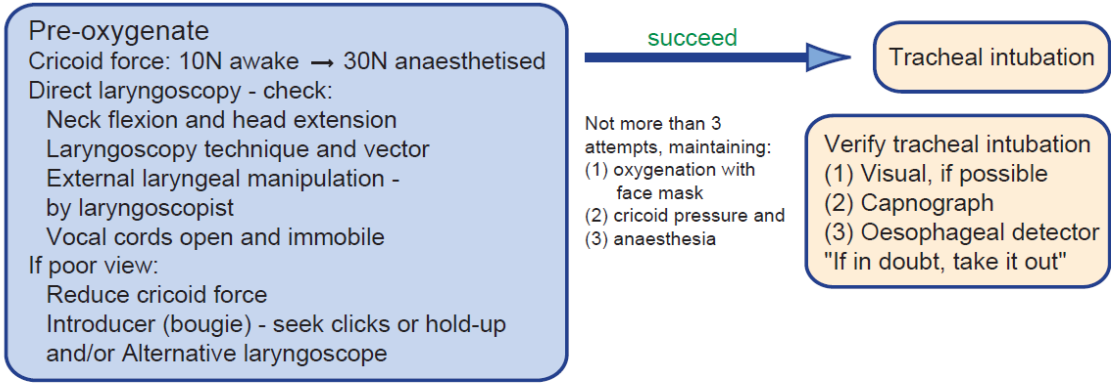 Pre-oxygenate
Cricoid force: 10N awake → 30N anaesthetised
Direct laryngoscopy - check:
Neck flexion and head extension
Laryngoscopy technique and vector
External laryngeal manipulation -
by laryngoscopist
Vocal cords open and immobile
If poor view:
Reduce cricoid force
Introducer (bougie) - seek clicks or hold-up
and/or Alternative laryngoscope
succeed
Not more than 3
attempts, maintaining:
(1) oxygenation with
face mask
(2) cricoid pressure and
(3) anaesthesia
Tracheal intubation
Verify tracheal intubation
(1) Visual, if possible
(2) Capnograph
(3) Oesophageal detector
"If in doubt, take it out"